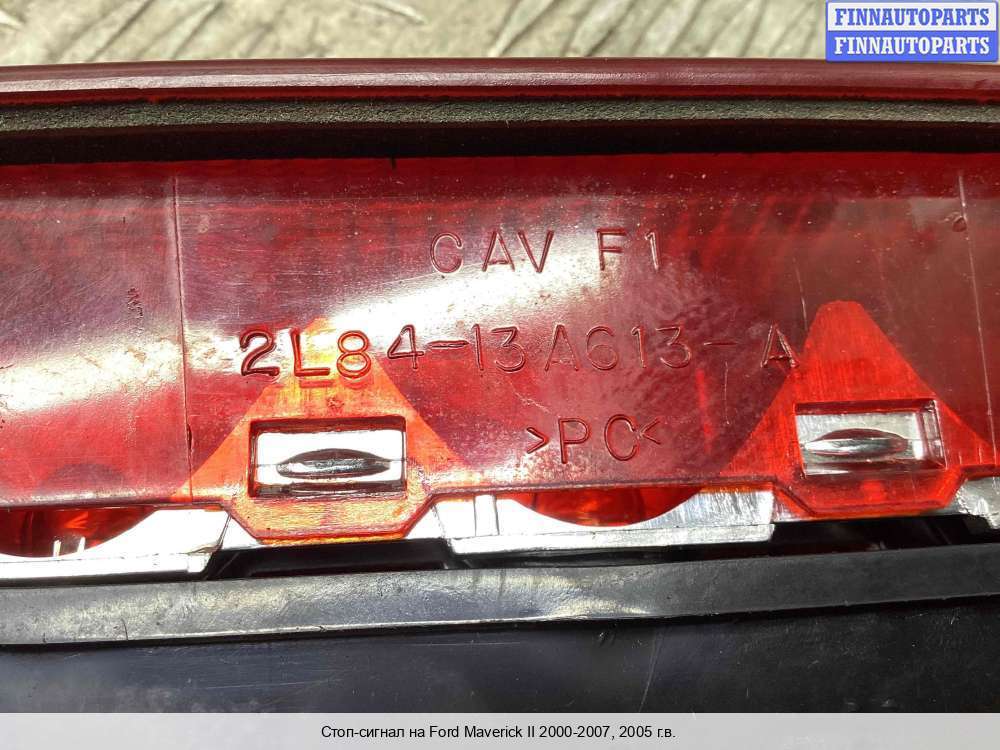 FINNAUTOPARTS
FINNAUTOPARTS
CAV F1
2L84-13A613-A
>PC<
Стоп-сигнал на Ford Maverick II 2000-2007, 2005 г.в.